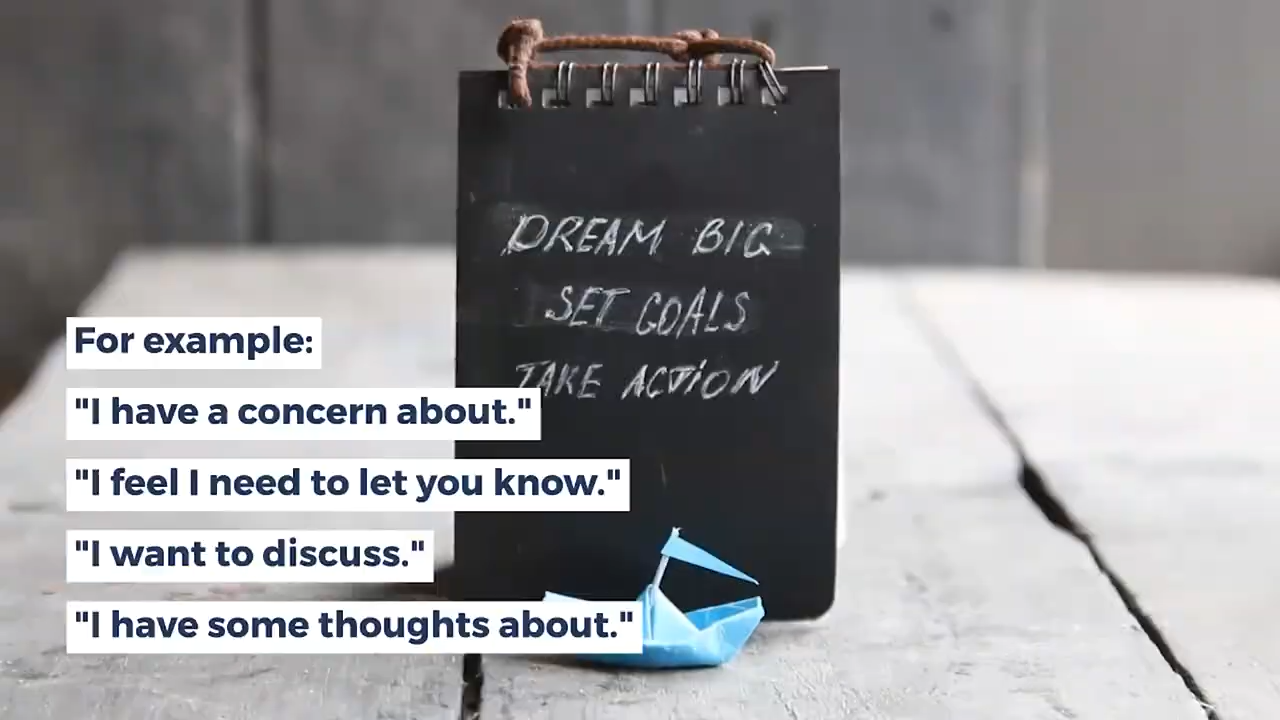 DREAM BIG
SET GOALS
TAKE ACTION
For example:
"I have a concern about."
"I feel I need to let you know."
"I want to discuss."
"I have some thoughts about."